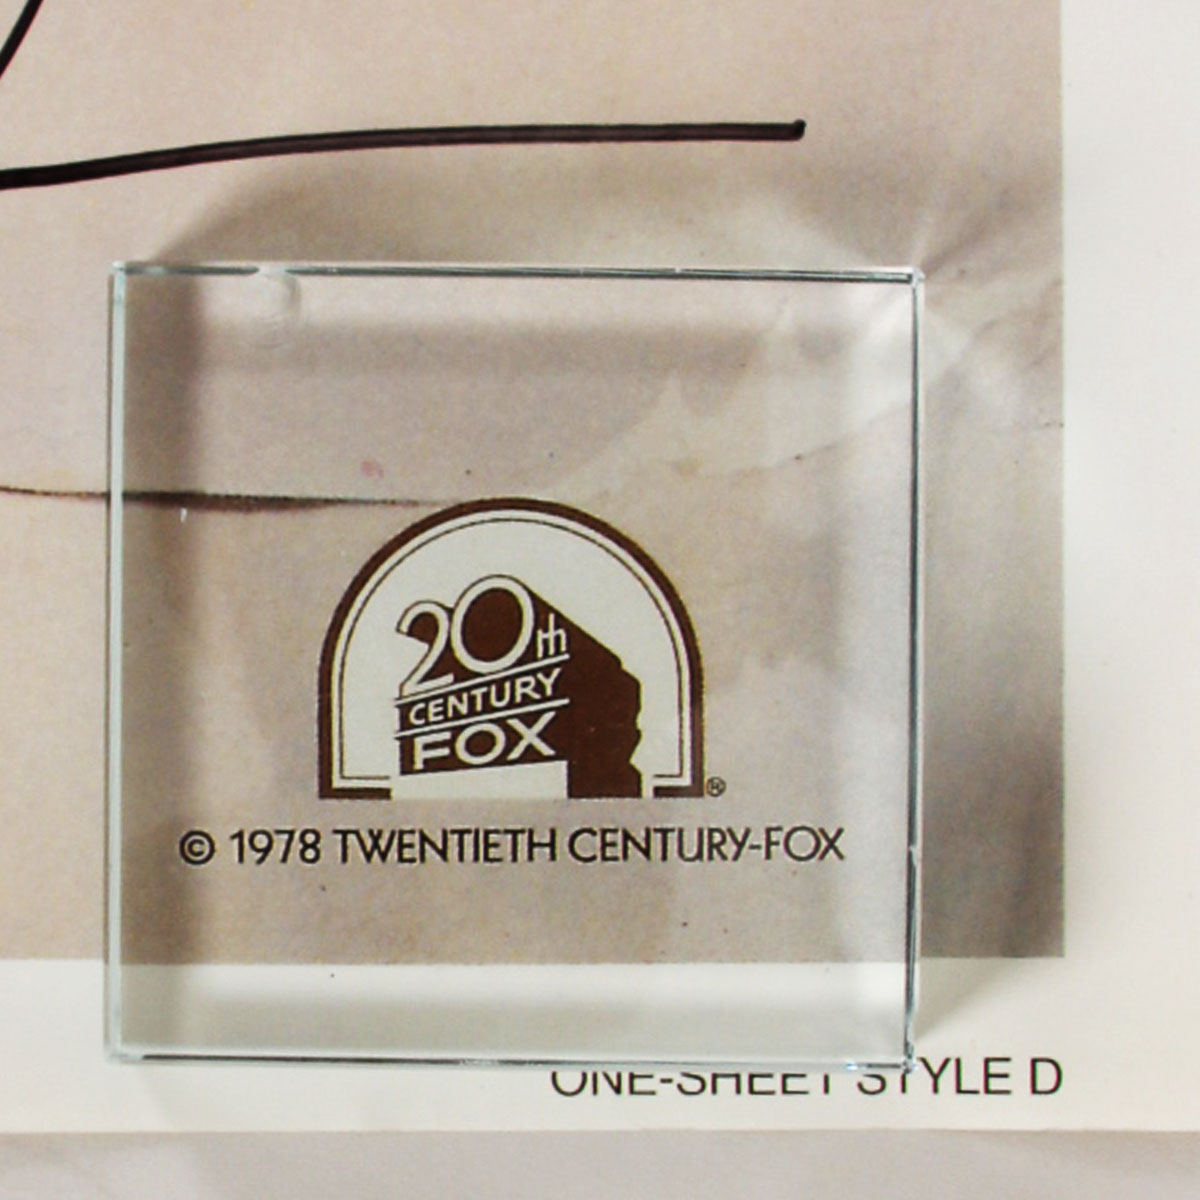 20th
CENTURY
FOX
®
© 1978 TWENTIETH CENTURY-FOX
ONE-SHEET STYLE D